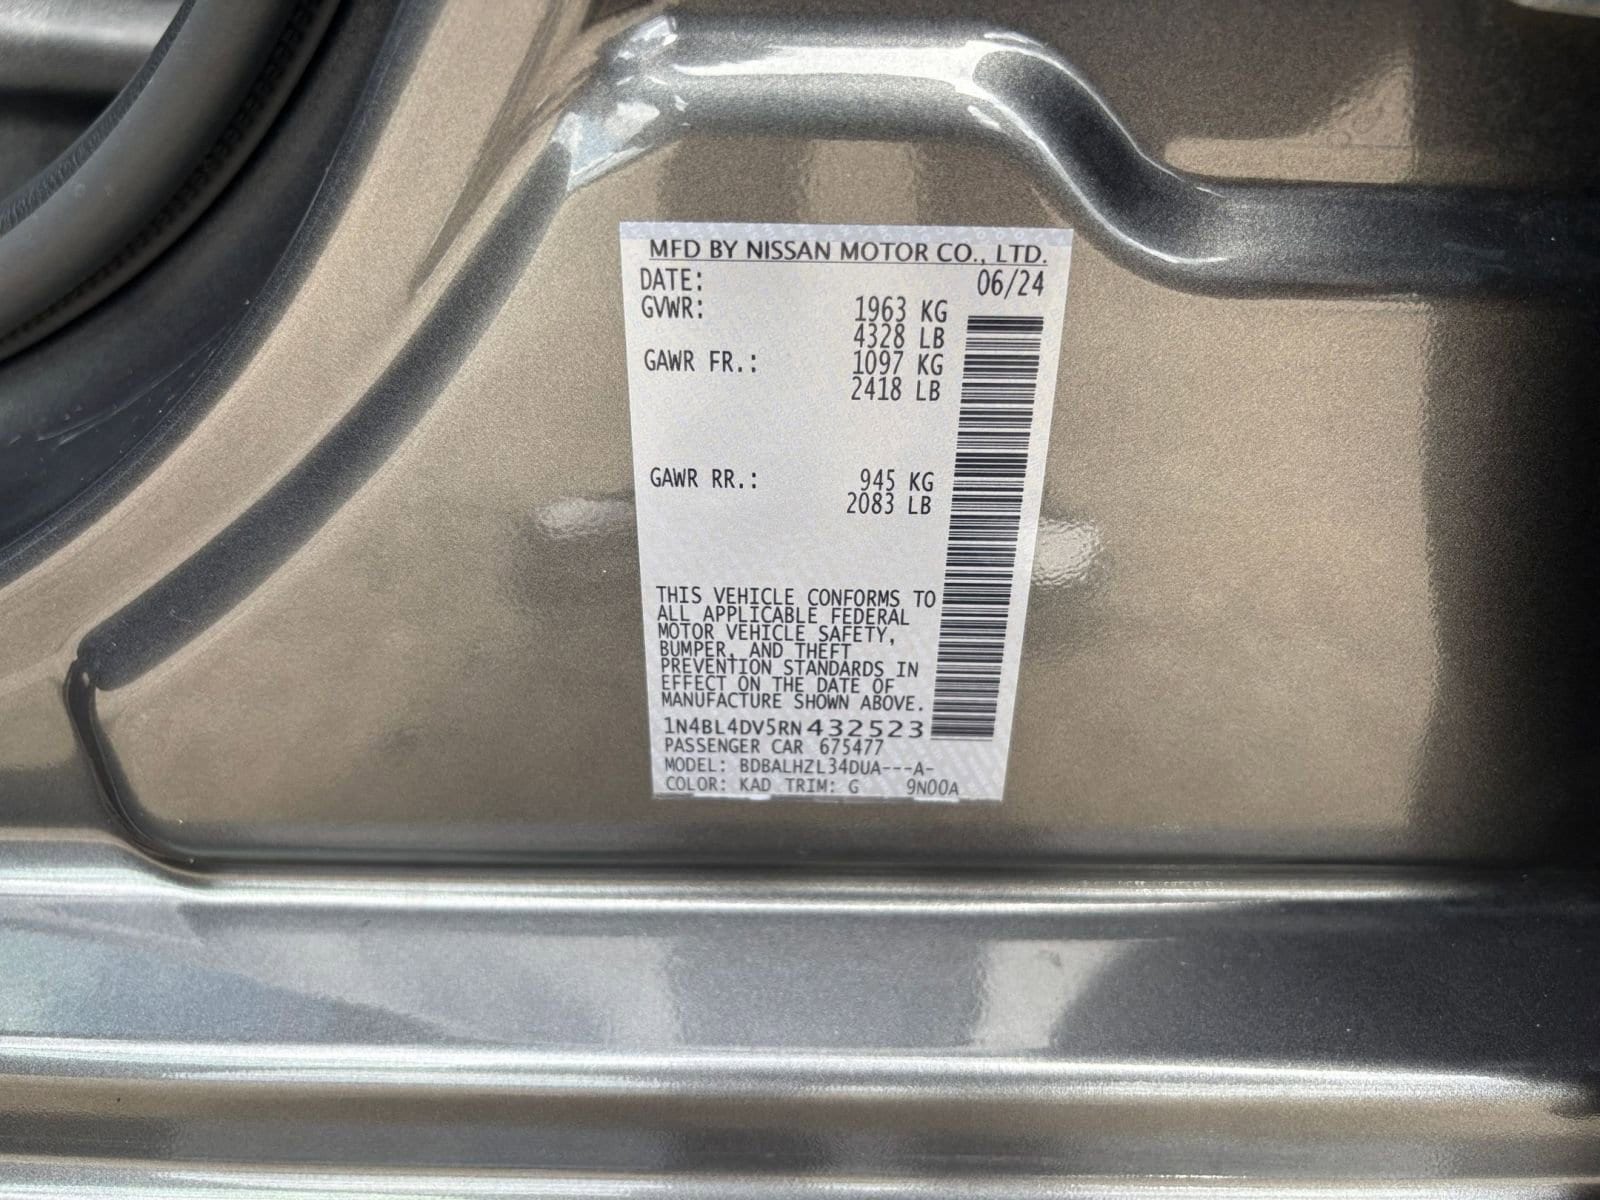 MFD BY NISSAN MOTOR CO., LTD.
DATE: 06/24
GVWR: 1963 KG
4328 LB
GAWR FR.: 1097 KG
2418 LB
GAWR RR.: 945 KG
2083 LB
THIS VEHICLE CONFORMS TO
ALL APPLICABLE FEDERAL
MOTOR VEHICLE SAFETY,
BUMPER, AND THEFT
PREVENTION STANDARDS IN
EFFECT ON THE DATE OF
MANUFACTURE SHOWN ABOVE.
1N4BL4DV5RN432523
PASSENGER CAR 675477
MODEL: BDBALHZL34DUA---A-
COLOR: KAD TRIM: G 9N00A